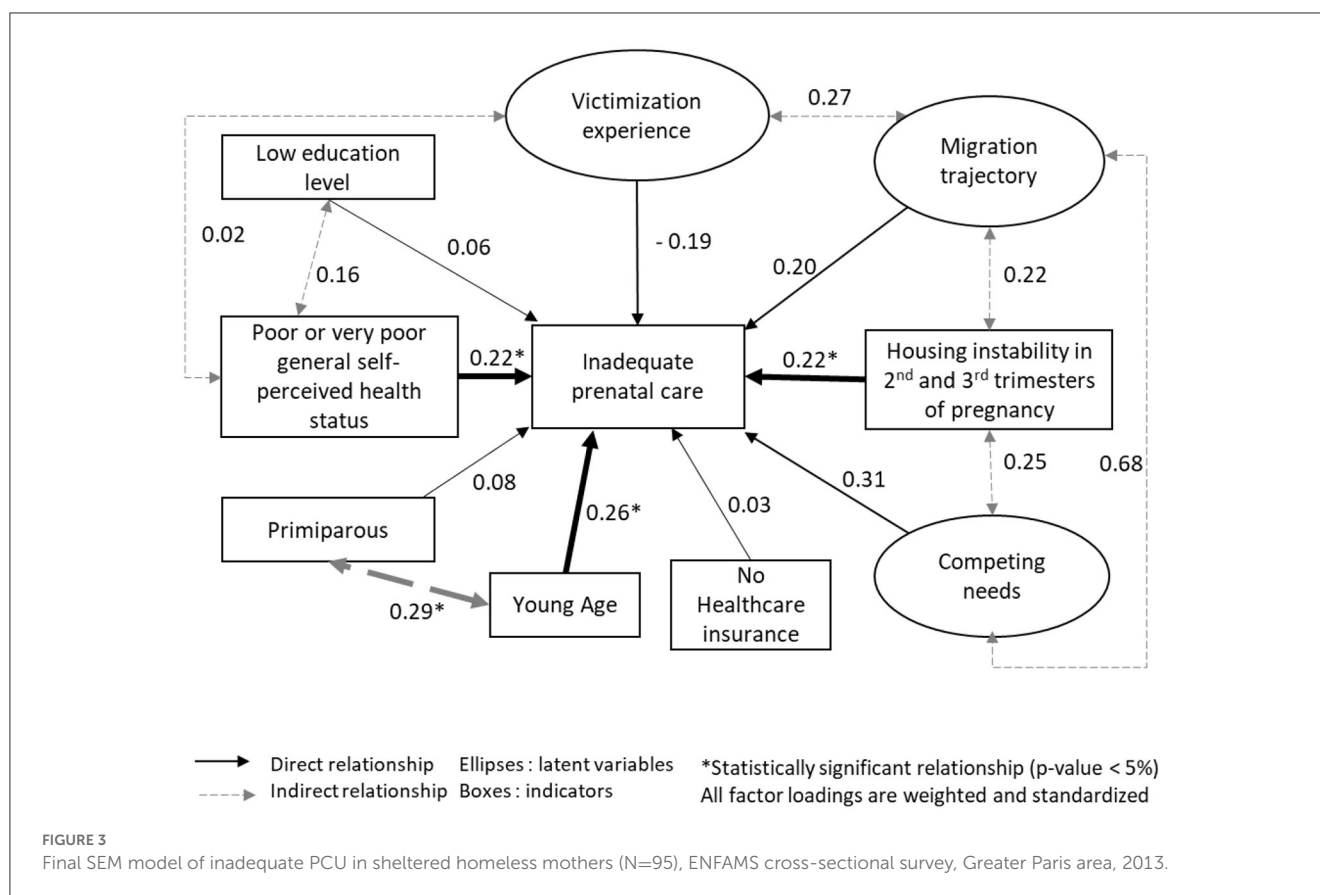 Victimization
experience
0.27
Migration
trajectory
Low education
level
0.02
0.06
- 0.19
0.20
0.16
0.22
Poor or very poor
general self-
perceived health
status
0.22*
Inadequate
prenatal care
0.22*
Housing instability in
2nd and 3rd trimesters
of pregnancy
0.25
0.68
0.08
0.31
Primiparous
0.26*
0.03
Competing
needs
0.29*
Young Age
No
Healthcare
insurance
Direct relationship
Ellipses : latent variables
*Statistically significant relationship (p-value < 5%)
Indirect relationship
Boxes : indicators
All factor loadings are weighted and standardized
FIGURE 3
Final SEM model of inadequate PCU in sheltered homeless mothers (N=95), ENFAMS cross-sectional survey, Greater Paris area, 2013.